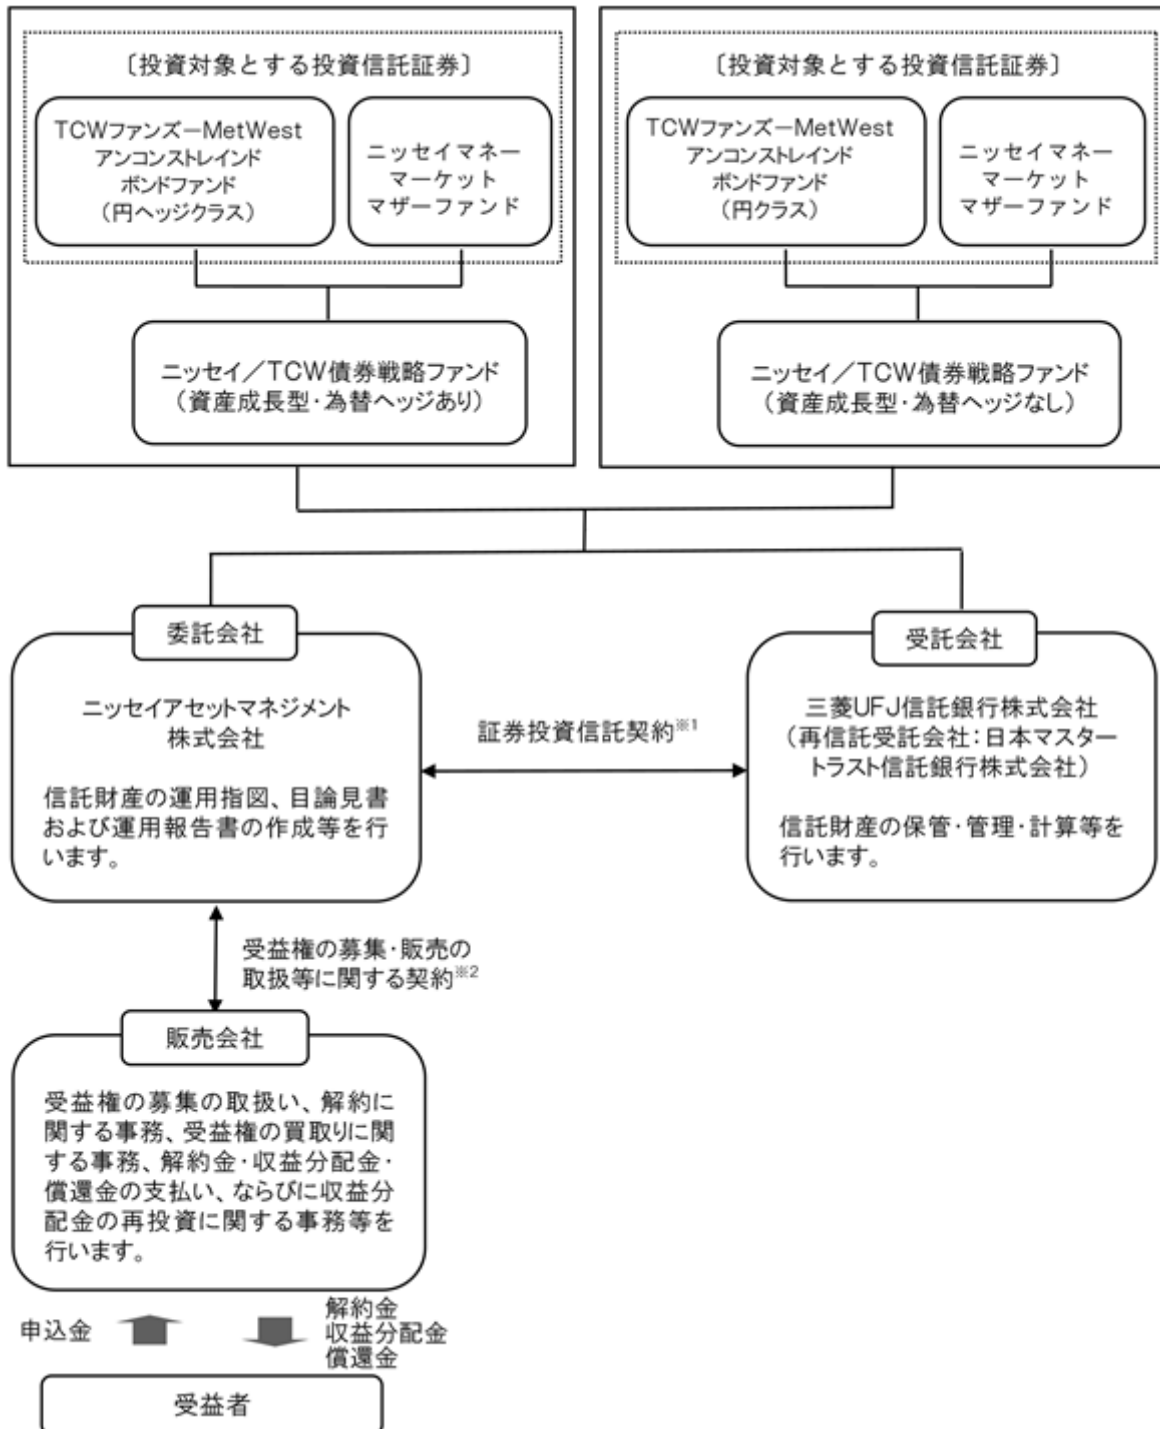 〔投資対象とする投資信託証券〕
TCWファンズーMetWest
アンコンストレインド
ボンドファンド
（円ヘッジクラス）
ニッセイマネー
マーケット
マザーファンド
ニッセイ／TCW債券戦略ファンド
（資産成長型・為替ヘッジあり）
〔投資対象とする投資信託証券〕
TCWファンズーMetWest
アンコンストレインド
ボンドファンド
（円クラス）
ニッセイマネー
マーケット
マザーファンド
ニッセイ／TCW債券戦略ファンド
（資産成長型・為替ヘッジなし）
委託会社
ニッセイアセットマネジメント
株式会社
信託財産の運用指図、目論見書
および運用報告書の作成等を行
います。
証券投資信託契約※1
受託会社
三菱UFJ信託銀行株式会社
（再信託受託会社：日本マスター
トラスト信託銀行株式会社）
信託財産の保管・管理・計算等を
行います。
受益権の募集・販売の
取扱等に関する契約※2
販売会社
受益権の募集の取扱い、解約に
関する事務、受益権の買取りに関
する事務、解約金・収益分配金・
償還金の支払い、ならびに収益分
配金の再投資に関する事務等を
行います。
申込金
解約金
収益分配金
償還金
受益者